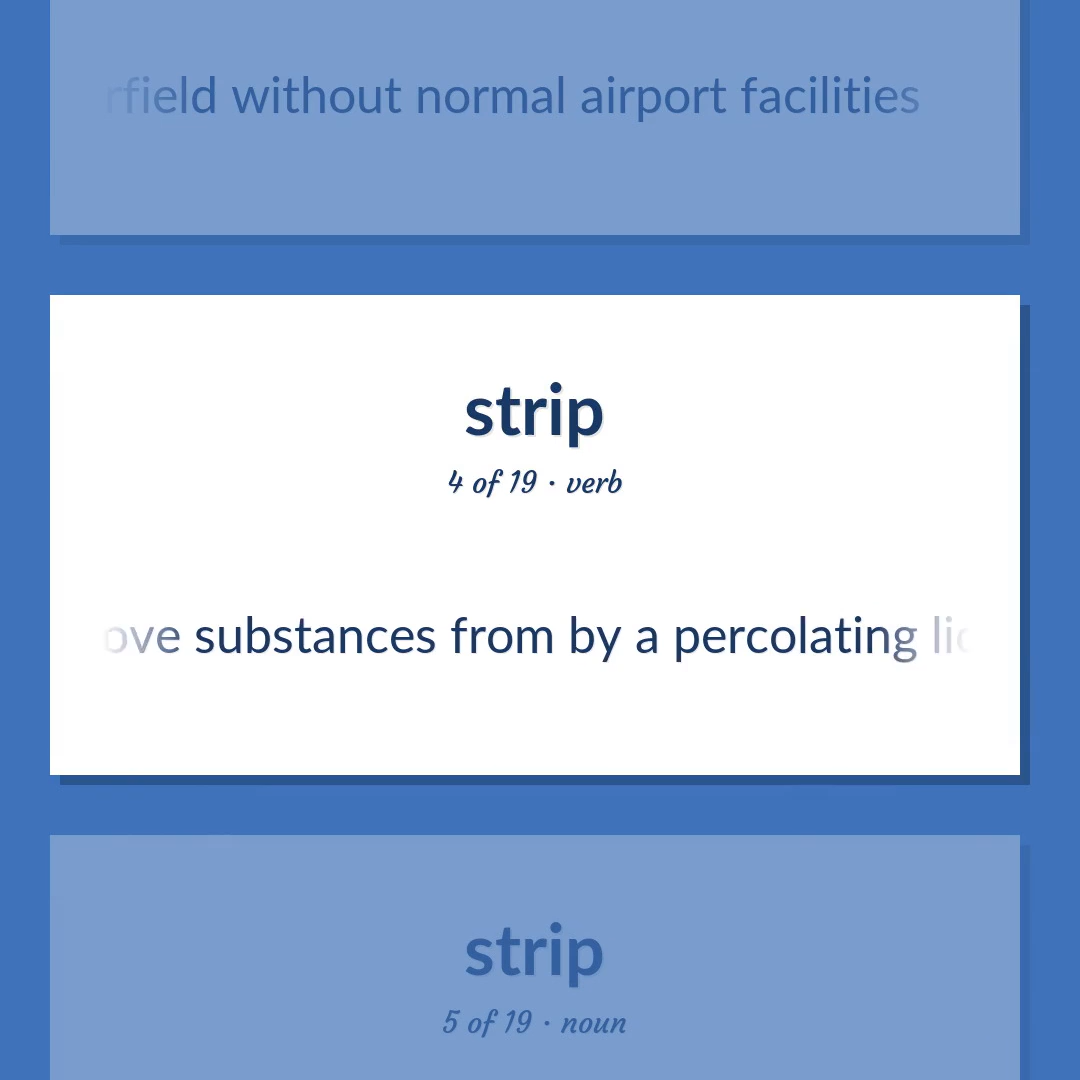 rfield without normal airport facilities
strip
4 of 19 · verb
ove substances from by a percolating lic
strip
5 of 19 · noun